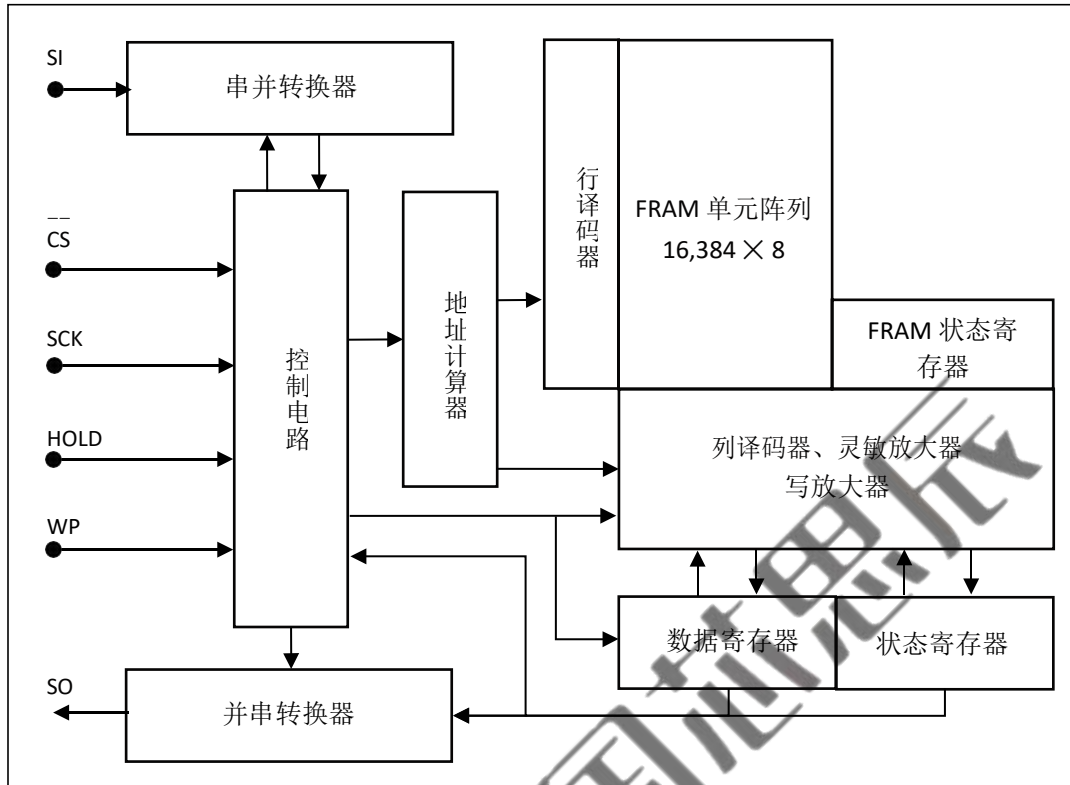 SI
串并转换器
CS
SCK
HOLD
WP
SO
控制电路
地址计算器
行译码器
FRAM 单元阵列
16,384 × 8
FRAM 状态寄
存器
列译码器、灵敏放大器
写放大器
数据寄存器
状态寄存器
并串转换器